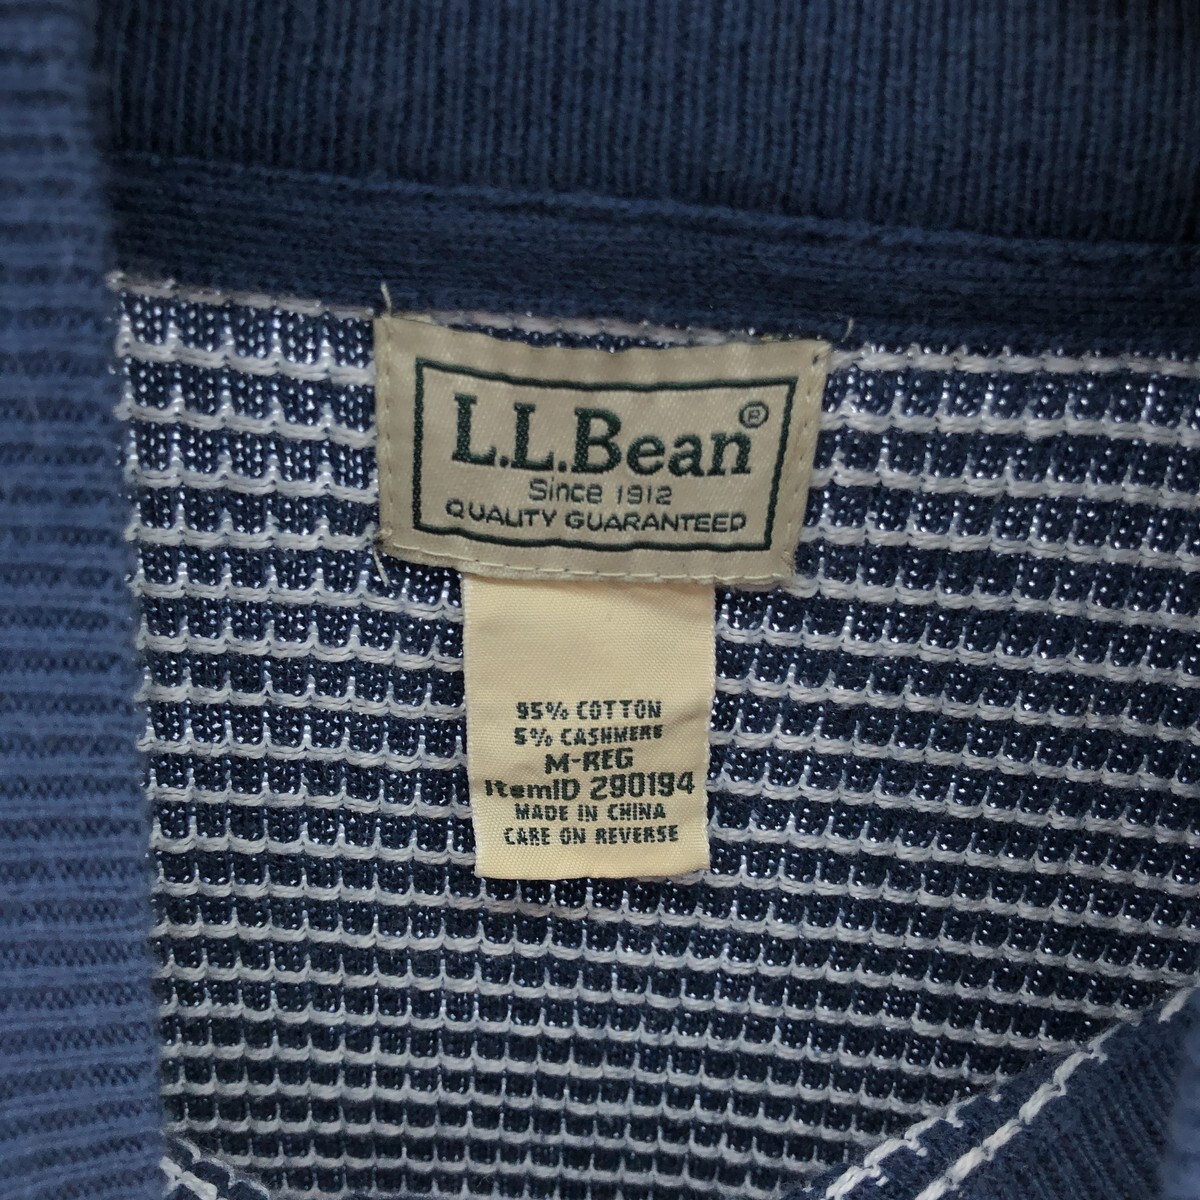 L.L.Bean®
Since 1912
QUALITY GUARANTEED
95% COTTON
5% CASHMERE
M-REG
ItemID 290194
MADE IN CHINA
CARE ON REVERSE